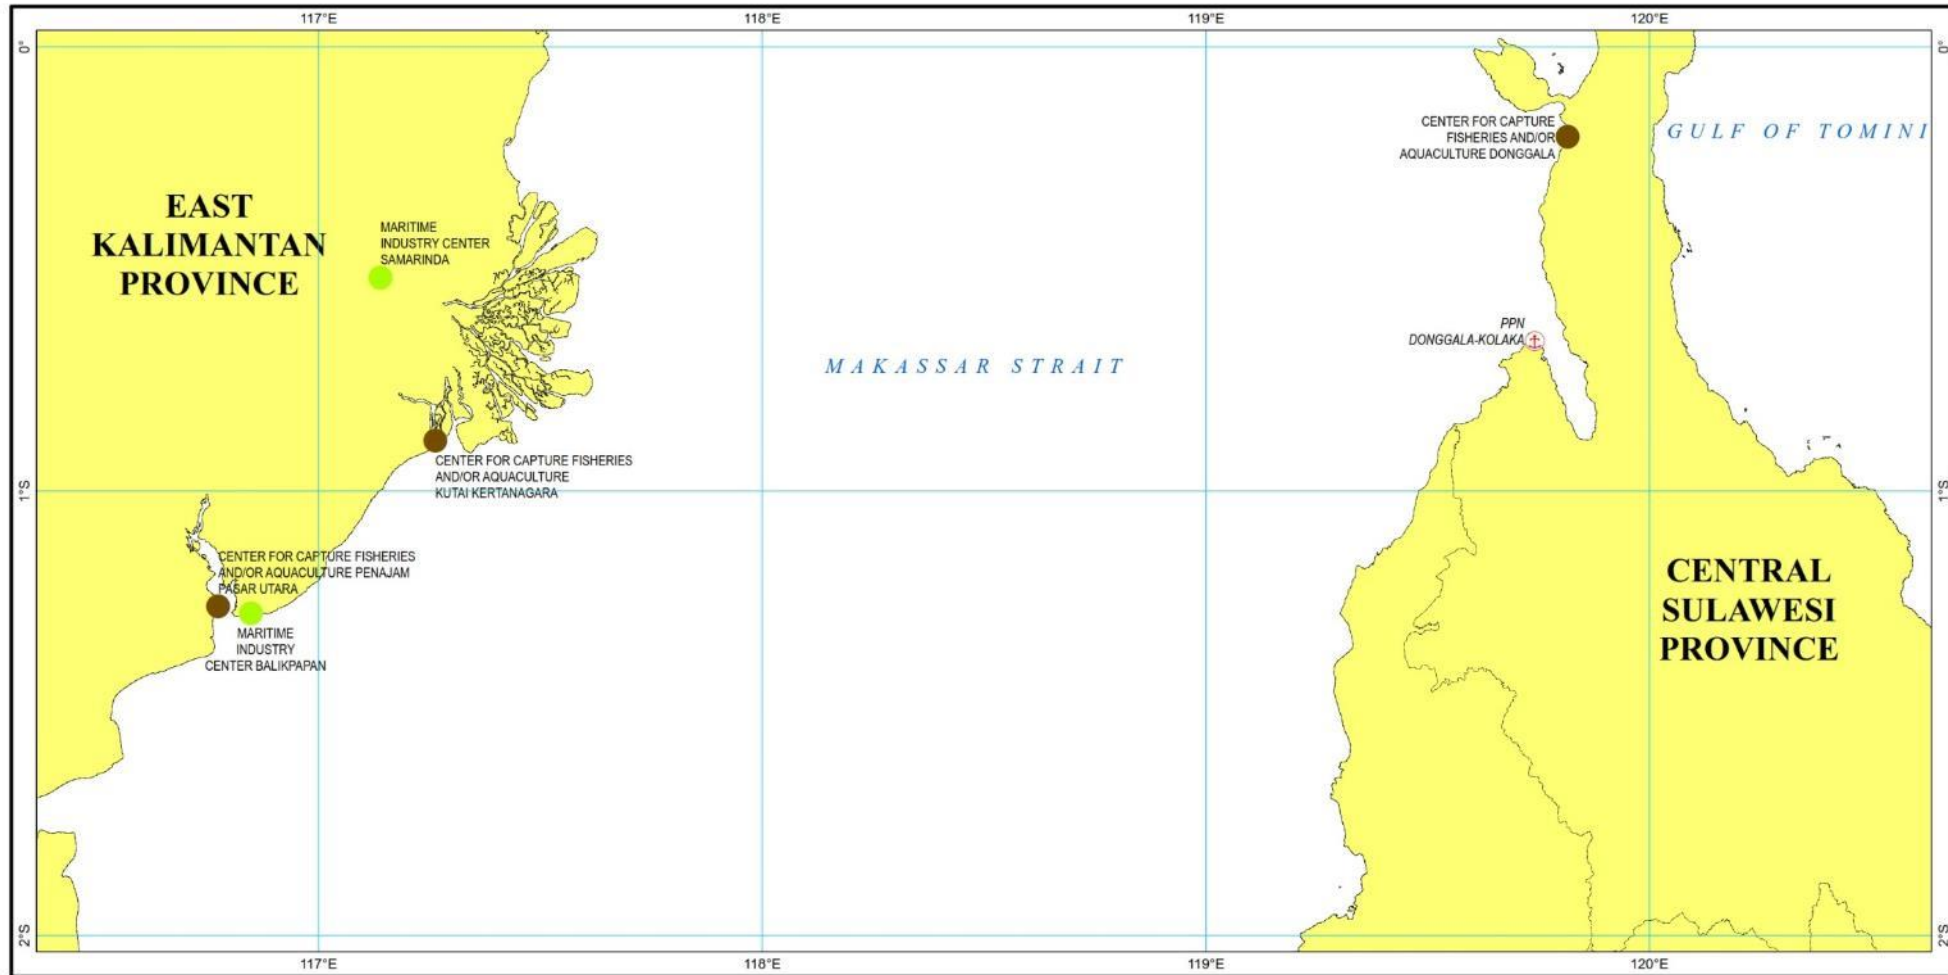 117°E
118°E
119°E
120°E
0°
0°
CENTER FOR CAPTURE
FISHERIES AND/OR
AQUACULTURE DONGGALA
GULF OF TOMINI
EAST
KALIMANTAN
PROVINCE
MARITIME
INDUSTRY CENTER
SAMARINDA
PPN
DONGGALA-KOLAKA
MAKASSAR STRAIT
CENTER FOR CAPTURE FISHERIES
AND/OR AQUACULTURE
KUTAI KERTANAGARA
1°S
1°S
CENTER FOR CAPTURE FISHERIES
AND/OR AQUACULTURE PENAJAM
PASAR UTARA
MARITIME
INDUSTRY
CENTER BALIKPAPAN
CENTRAL
SULAWESI
PROVINCE
2°S
2°S
117°E
118°E
119°E
120°E